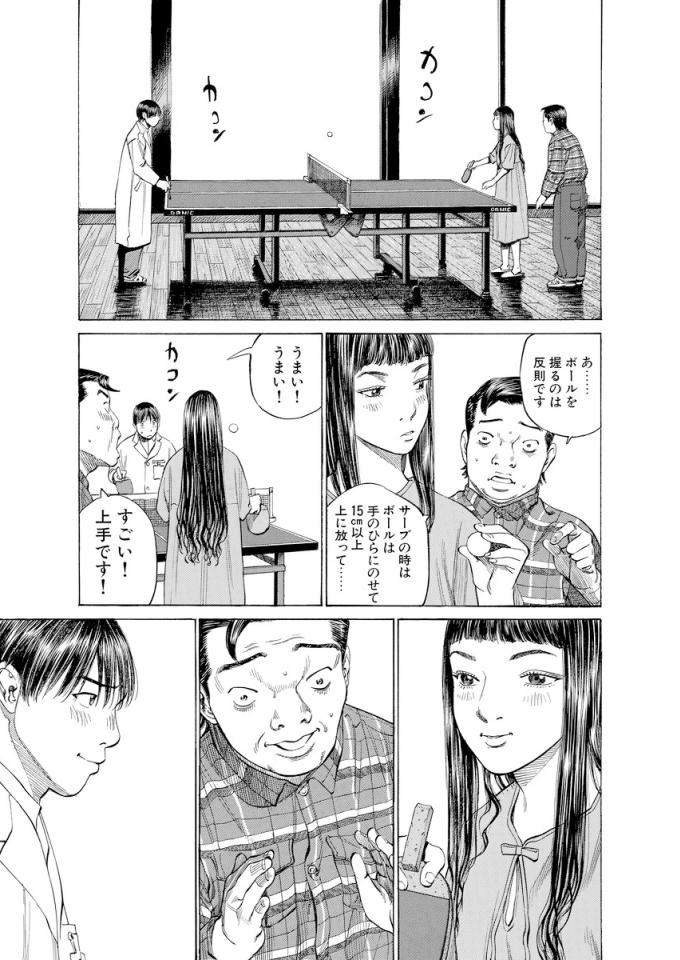 カコン
カコン
DANIC
DANIC
あ……
ボールを
握るのは
反則です
サーブの時は
ボールは
手のひらにのせて
15cm以上
上に放って……
うまい！
うまい！
カコン
すごい！
上手です！